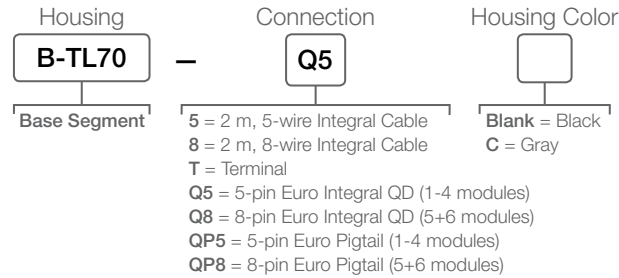 Housing Connection Housing Color
B-TL70 – Q5
Base Segment
5 = 2 m, 5-wire Integral Cable
8 = 2 m, 8-wire Integral Cable
T = Terminal
Q5 = 5-pin Euro Integral QD (1-4 modules)
Q8 = 8-pin Euro Integral QD (5+6 modules)
QP5 = 5-pin Euro Pigtail (1-4 modules)
QP8 = 8-pin Euro Pigtail (5+6 modules)
Blank = Black
C = Gray